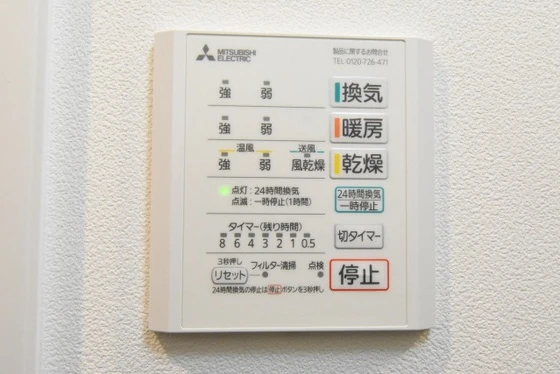 MITSUBISHI
ELECTRIC
製品に関するお問合せ
TEL 0120-726-471
強 弱 換気
強 弱 暖房
温風 送風
強 弱 風乾燥 乾燥
点灯:24時間換気
点滅:一時停止(1時間)
24時間換気
一時停止
タイマー(残り時間)
8 6 4 3 2 1 0.5
切タイマー
3秒押し
リセット フィルター清掃 点検
停止
24時間換気の停止は停止ボタンを3秒押し